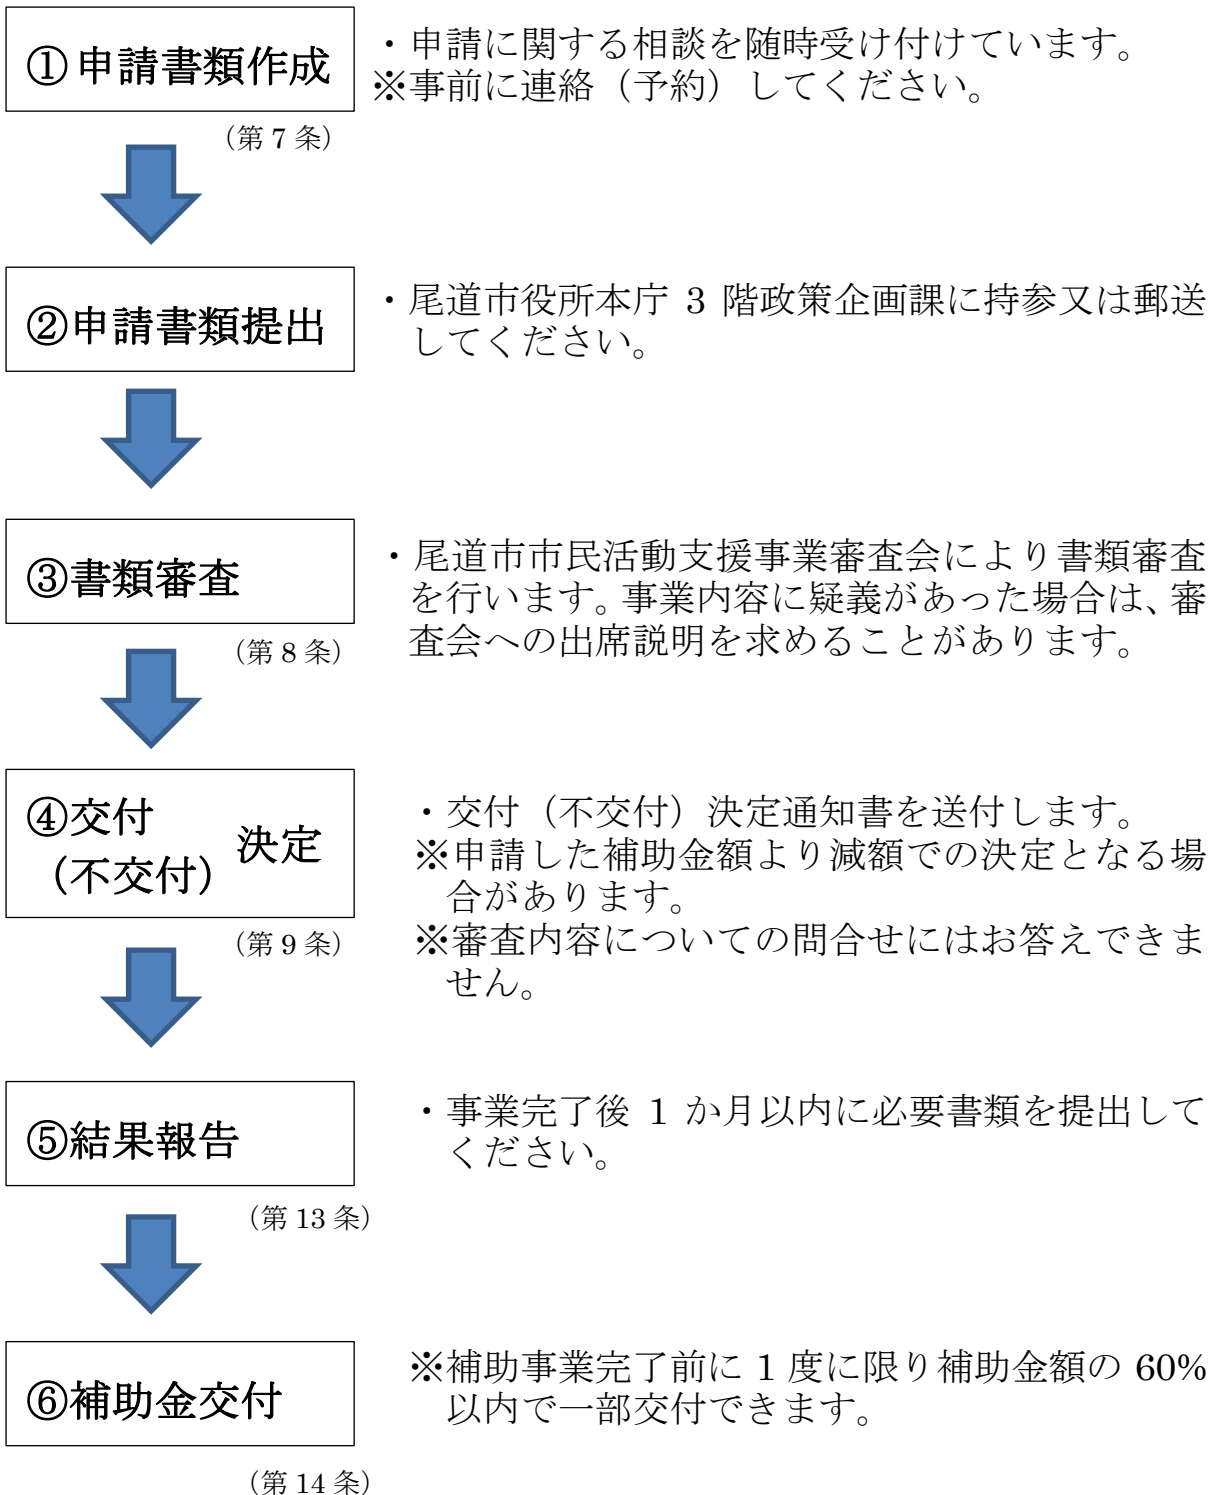 ①申請書類作成
・申請に関する相談を随時受け付けています。
※事前に連絡（予約）してください。
（第 7 条）
②申請書類提出
・尾道市役所本庁 3 階政策企画課に持参又は郵送
してください。
③書類審査
・尾道市市民活動支援事業審査会により書類審査
を行います。事業内容に疑義があった場合は、審
査会への出席説明を求めることがあります。
（第 8 条）
④交付
（不交付）
決定
・交付（不交付）決定通知書を送付します。
※申請した補助金額より減額での決定となる場
合があります。
※審査内容についての問合せにはお答えできま
せん。
（第 9 条）
⑤結果報告
・事業完了後 1 か月以内に必要書類を提出して
ください。
（第 13 条）
⑥補助金交付
※補助事業完了前に 1 度に限り補助金額の 60%
以内で一部交付できます。
（第 14 条）